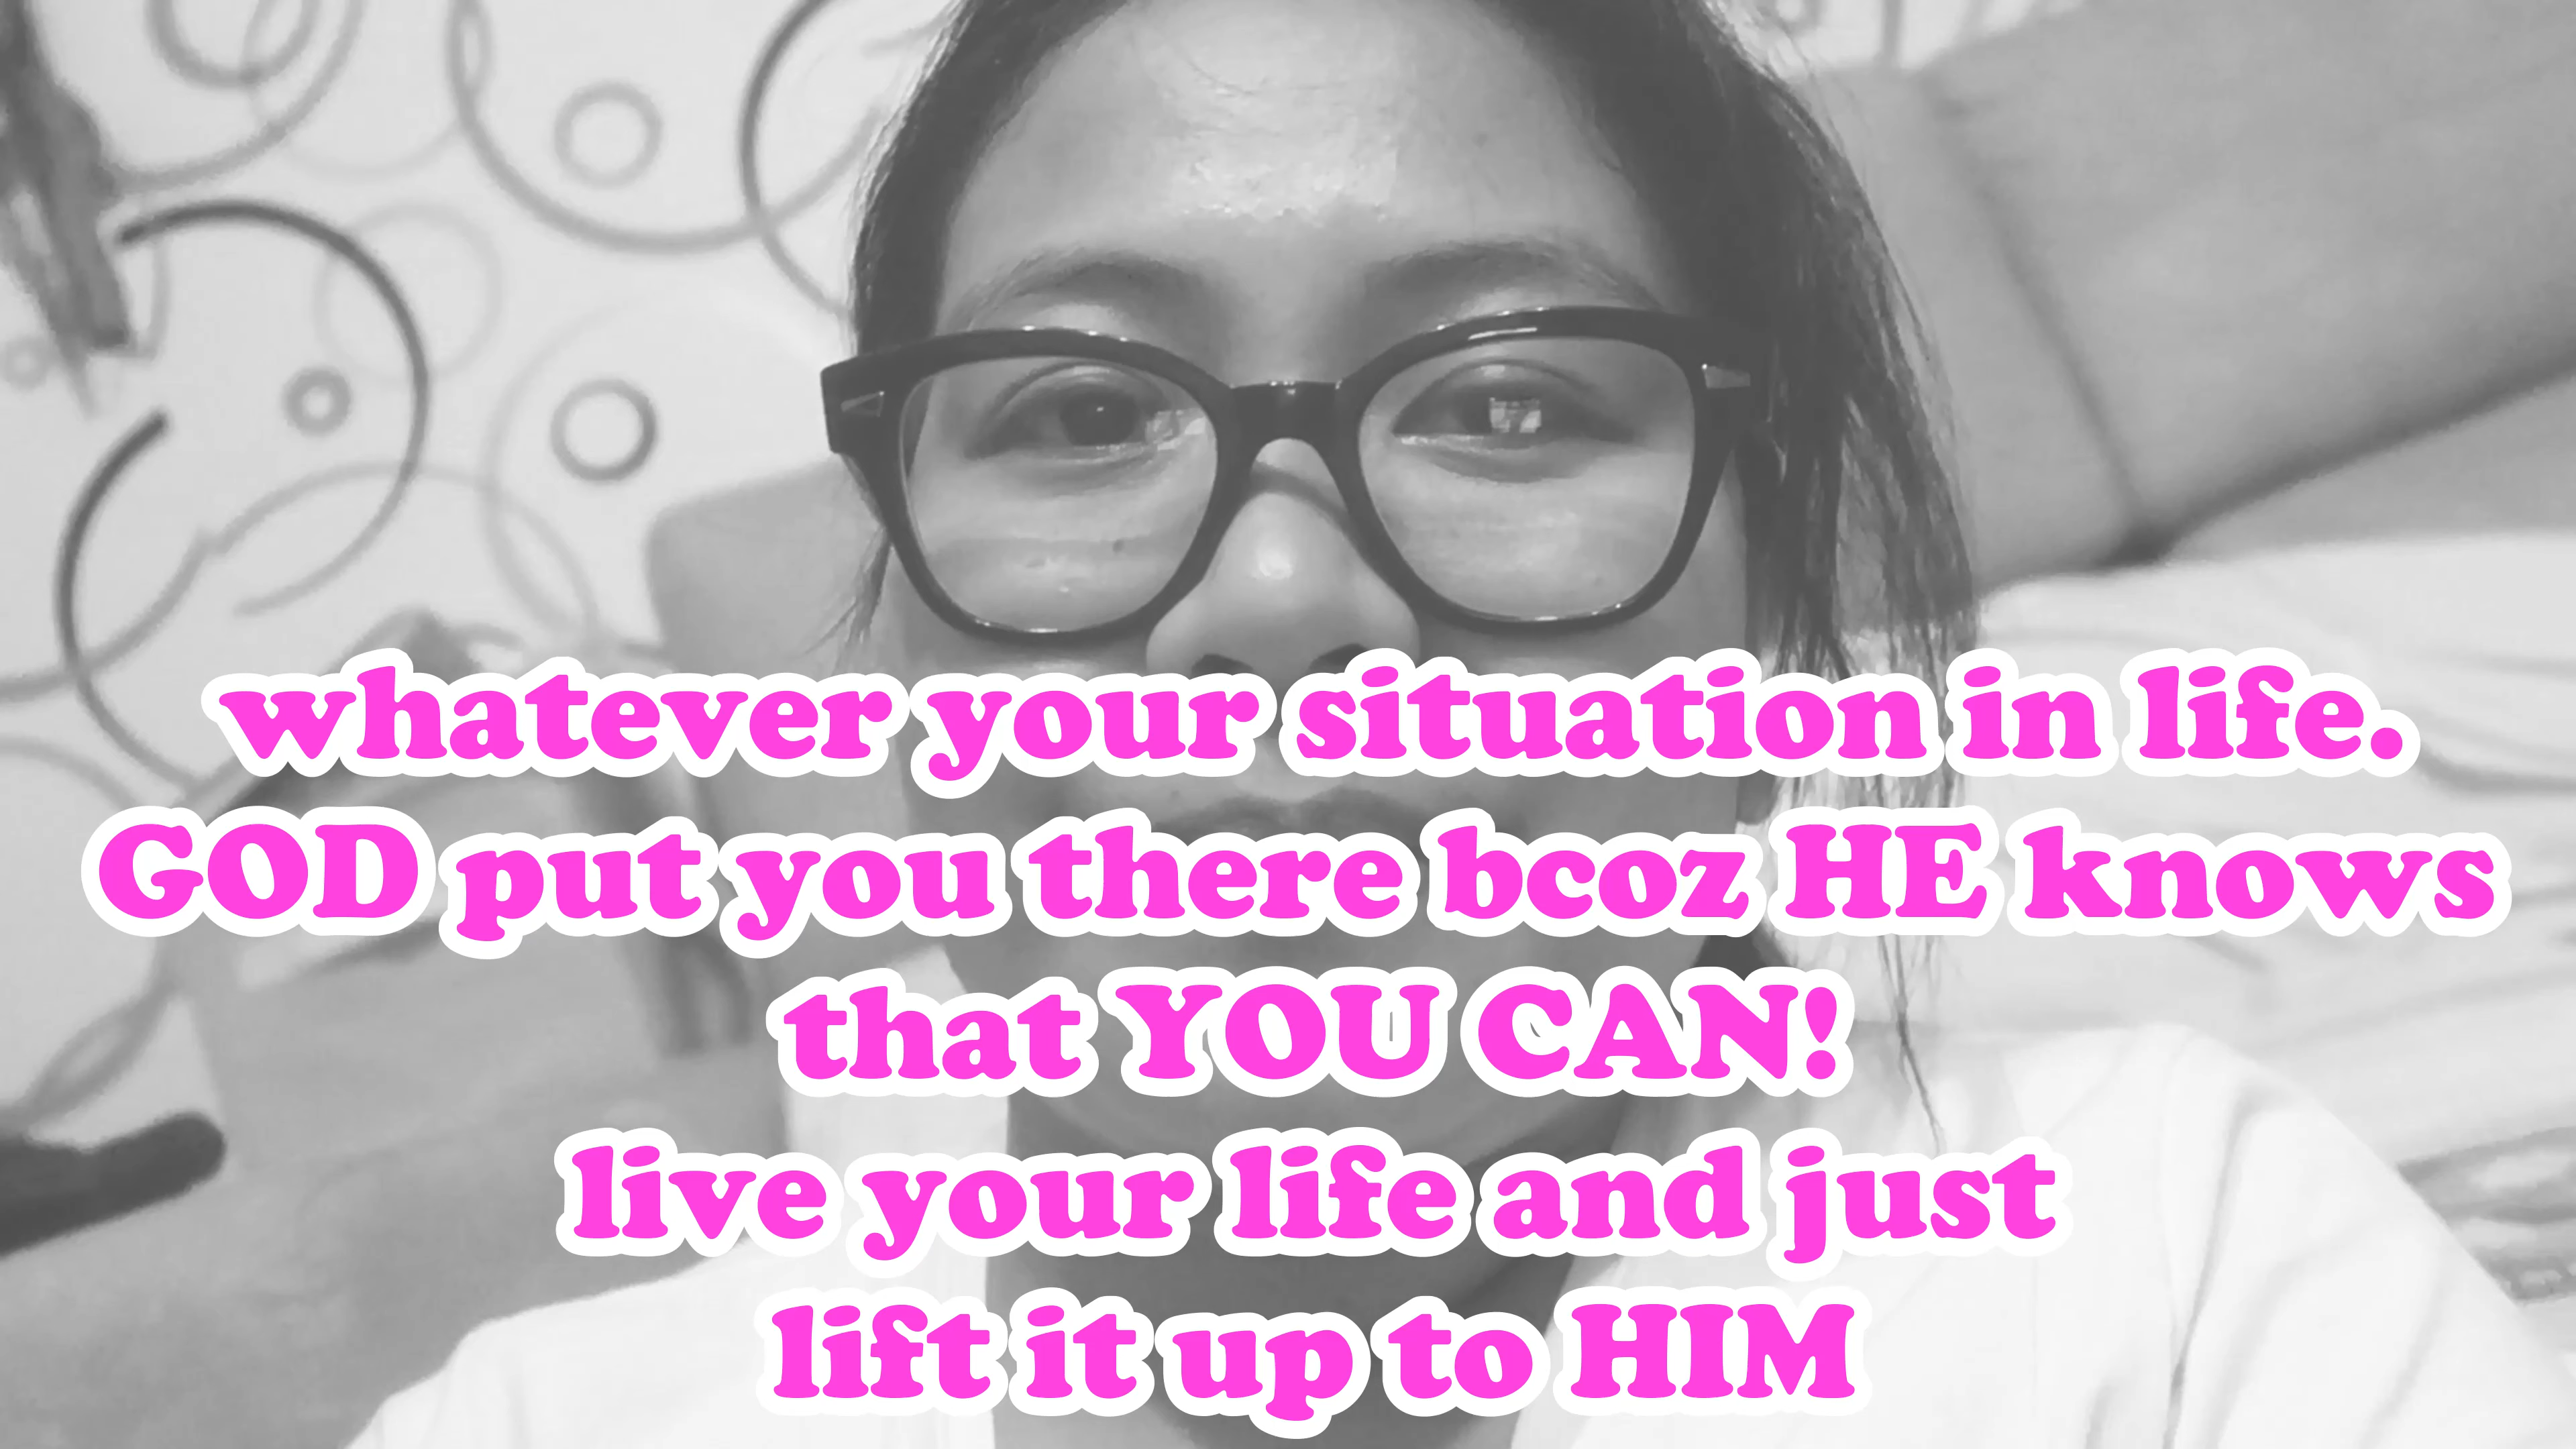 whatever your situation in life.
GOD put you there bcoz HE knows
that YOU CAN!
live your life and just
lift it up to HIM